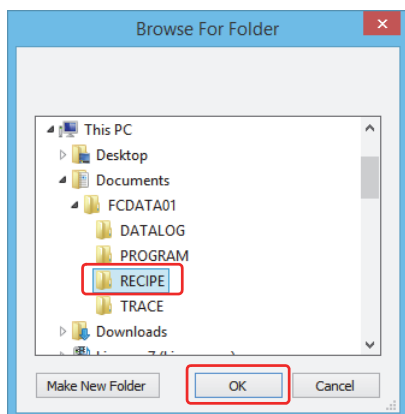 Browse For Folder
This PC
Desktop
Documents
FCDATA01
DATALOG
PROGRAM
RECIPE
TRACE
Downloads
Make New Folder
OK
Cancel